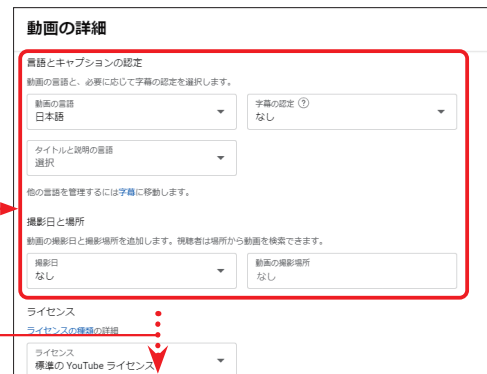 動画の詳細
言語とキャプションの認定
動画の言語と、必要に応じて字幕の認定を選択します。
動画の言語
日本語
字幕の認定 ?
なし
タイトルと説明の言語
選択
他の言語を管理するには字幕に移動します。
撮影日と場所
動画の撮影日と撮影場所を追加します。視聴者は場所から動画を検索できます。
撮影日
なし
動画の撮影場所
なし
ライセンス
ライセンスの種類の詳細
ライセンス
標準の YouTube ライセンス